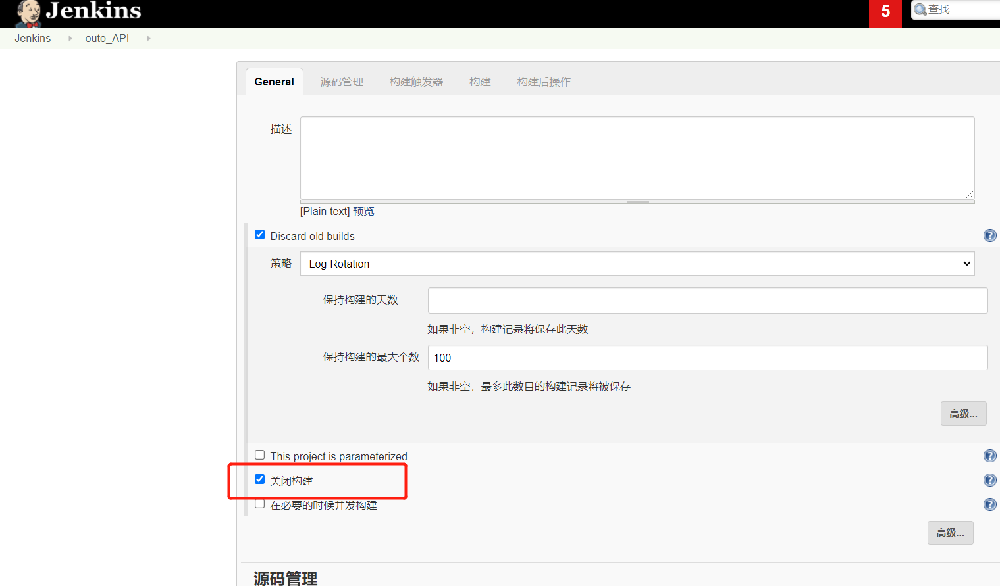 Jenkins
5
查找
Jenkins
outo_API
General
源码管理
构建触发器
构建
构建后操作
描述
[Plain text] 预览
Discard old builds
策略
Log Rotation
保持构建的天数
如果非空，构建记录将保存此天数
保持构建的最大个数
100
如果非空，最多此数目的构建记录将被保存
高级...
This project is parameterized
关闭构建
在必要的时候并发构建
高级...
源码管理